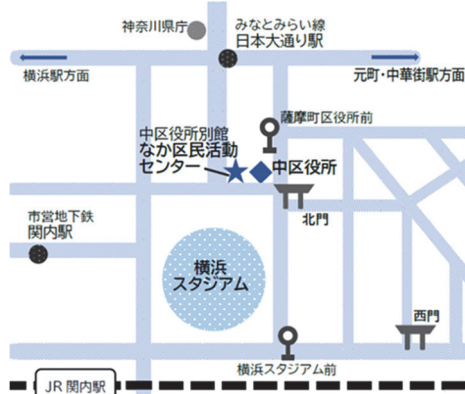 神奈川県庁
みなとみらい線
日本大通り駅
横浜駅方面
元町・中華街駅方面
薩摩町区役所前
中区役所別館
なか区民活動
センター
中区役所
北門
市営地下鉄
関内駅
横浜
スタジアム
西門
横浜スタジアム前
JR 関内駅